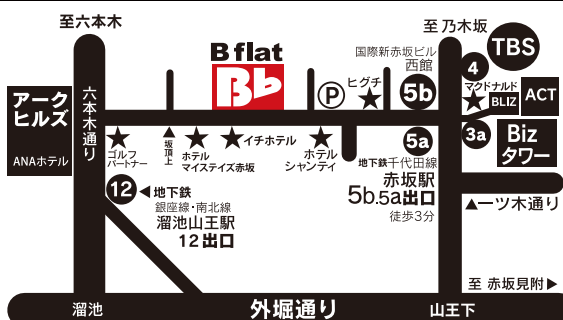 至六本木
至 乃木坂
B flat
Bb
国際新赤坂ビル
西館
TBS
4
マクドナルド
BLIZ
ACT
アーク
ヒルズ
ANAホテル
六本木通り
P
ヒグチ
5b
3a
Biz
タワー
ゴルフ
パートナー
坂頂上
ホテル
マイステイズ赤坂
イチホテル
ホテル
シャンティ
5a
地下鉄千代田線
赤坂駅
5b.5a出口
徒歩3分
▲一ツ木通り
12
◀地下鉄
銀座線・南北線
溜池山王駅
12出口
至 赤坂見附▶
溜池
外堀通り
山王下